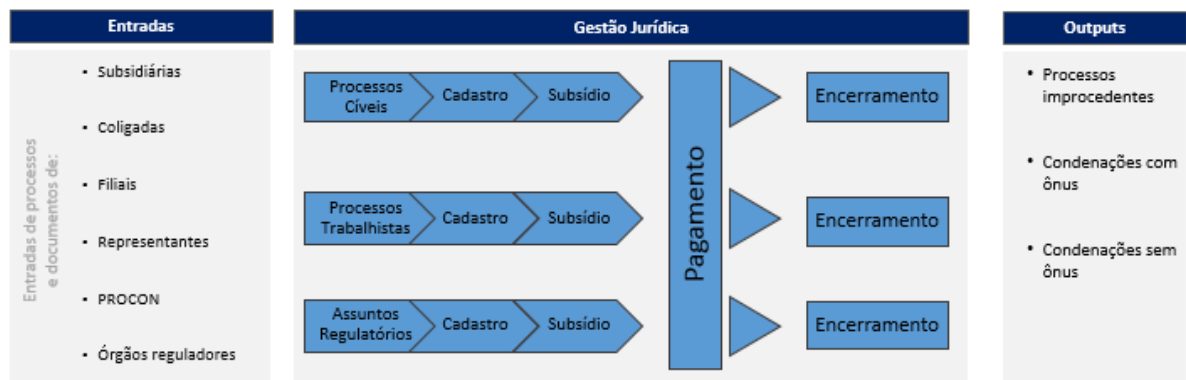 Entradas
Entradas de processos
e documentos de:
▪ Subsidiárias
▪ Coligadas
▪ Filiais
▪ Representantes
▪ PROCON
▪ Órgãos reguladores
Gestão Jurídica
Processos
Cíveis
Cadastro
Subsídio
Processos
Trabalhistas
Cadastro
Subsídio
Assuntos
Regulatórios
Cadastro
Subsídio
Pagamento
Encerramento
Encerramento
Encerramento
Outputs
• Processos
improcedentes
• Condenações com
ônus
• Condenações sem
ônus